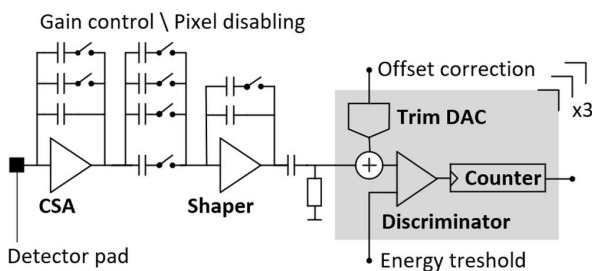 Gain control \ Pixel disabling
Offset correction
x3
Trim DAC
CSA
Shaper
Counter
Discriminator
Detector pad
Energy treshold